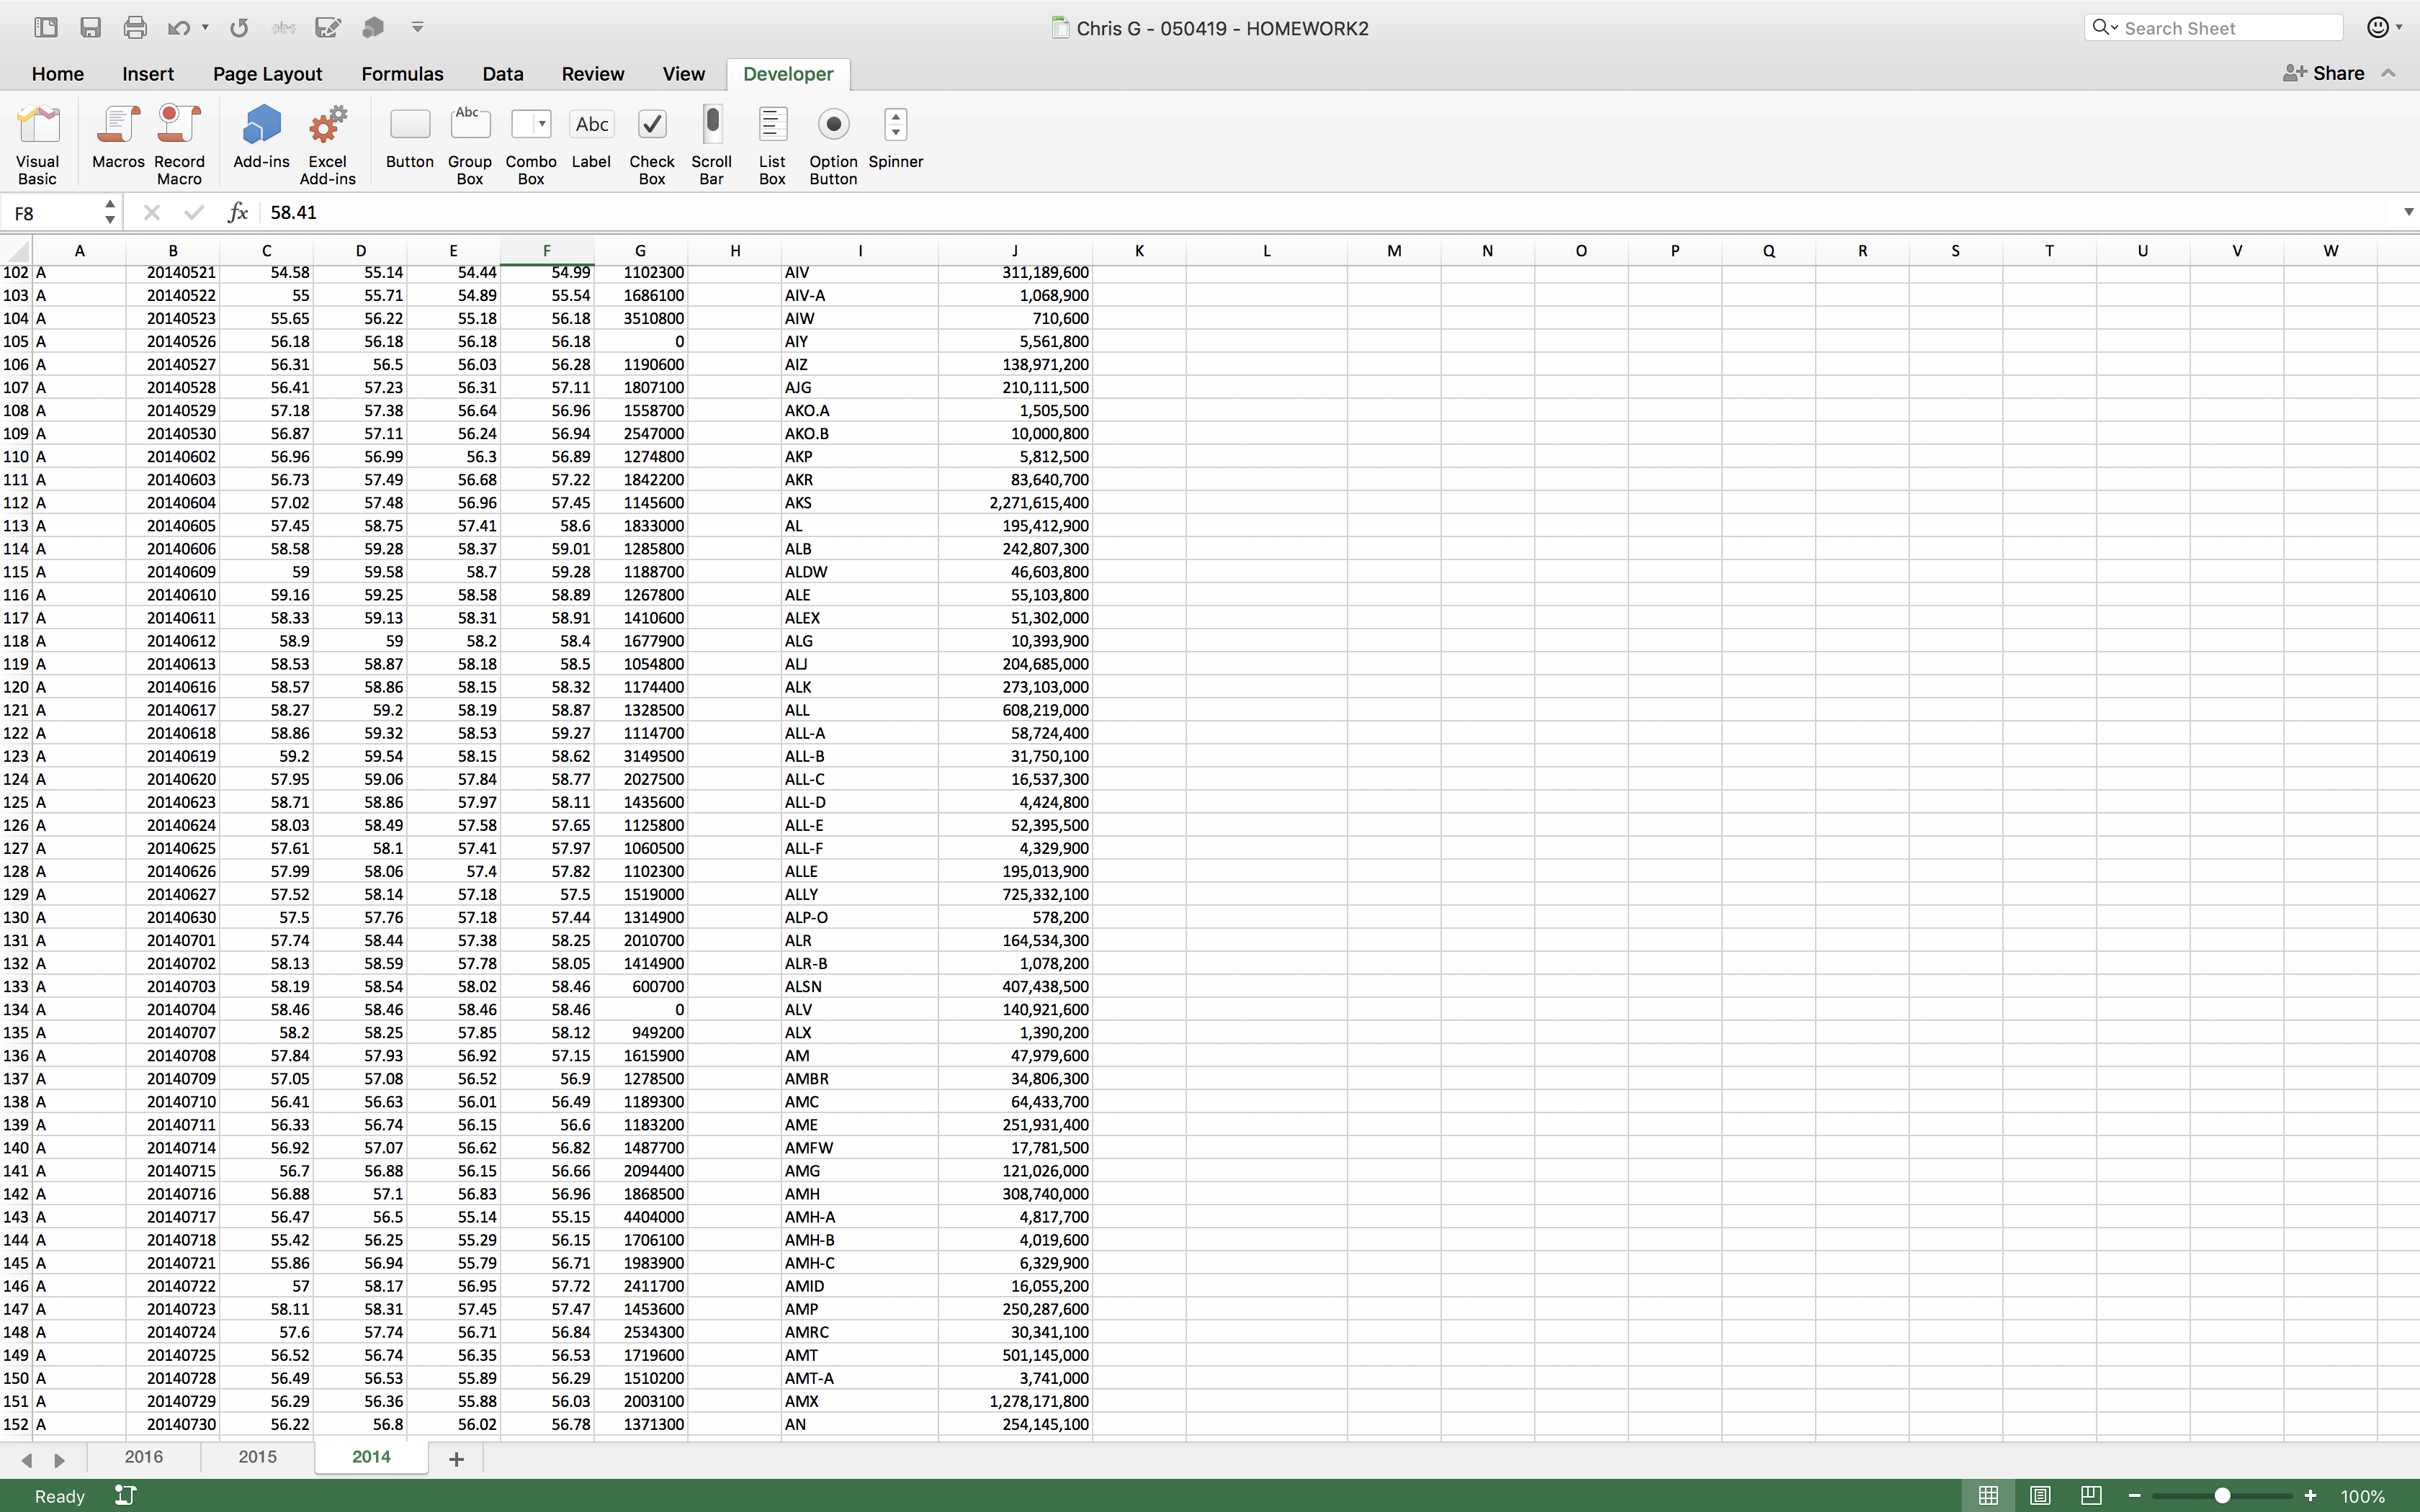 Chris G - 050419 - HOMEWORK2
Search Sheet
Home Insert Page Layout Formulas Data Review View Developer
Share
Abc Abc
Visual Basic Macros Record Macro Add-ins Excel Add-ins Button Group Box Combo Box Label Check Box Scroll Bar List Box Option Button Spinner
F8 fx 58.41
A B C D E F G H I J K L M N O P Q R S T U V W
102 A 20140521 54.58 55.14 54.44 54.99 1102300 AIV 311,189,600
103 A 20140522 55 55.71 54.89 55.54 1686100 AIV-A 1,068,900
104 A 20140523 55.65 56.22 55.18 56.18 3510800 AIW 710,600
105 A 20140526 56.18 56.18 56.18 56.18 0 AIY 5,561,800
106 A 20140527 56.31 56.5 56.03 56.28 1190600 AIZ 138,971,200
107 A 20140528 56.41 57.23 56.31 57.11 1807100 AJG 210,111,500
108 A 20140529 57.18 57.38 56.64 56.96 1558700 AKO.A 1,505,500
109 A 20140530 56.87 57.11 56.24 56.94 2547000 AKO.B 10,000,800
110 A 20140602 56.96 56.99 56.3 56.89 1274800 AKP 5,812,500
111 A 20140603 56.73 57.49 56.68 57.22 1842200 AKR 83,640,700
112 A 20140604 57.02 57.48 56.96 57.45 1145600 AKS 2,271,615,400
113 A 20140605 57.45 58.75 57.41 58.6 1833000 AL 195,412,900
114 A 20140606 58.58 59.28 58.37 59.01 1285800 ALB 242,807,300
115 A 20140609 59 59.58 58.7 59.28 1188700 ALDW 46,603,800
116 A 20140610 59.16 59.25 58.58 58.89 1267800 ALE 55,103,800
117 A 20140611 58.33 59.13 58.31 58.91 1410600 ALEX 51,302,000
118 A 20140612 58.9 59 58.2 58.4 1677900 ALG 10,393,900
119 A 20140613 58.53 58.87 58.18 58.5 1054800 ALJ 204,685,000
120 A 20140616 58.57 58.86 58.15 58.32 1174400 ALK 273,103,000
121 A 20140617 58.27 59.2 58.19 58.87 1328500 ALL 608,219,000
122 A 20140618 58.86 59.32 58.53 59.27 1114700 ALL-A 58,724,400
123 A 20140619 59.2 59.54 58.15 58.62 3149500 ALL-B 31,750,100
124 A 20140620 57.95 59.06 57.84 58.77 2027500 ALL-C 16,537,300
125 A 20140623 58.71 58.86 57.97 58.11 1435600 ALL-D 4,424,800
126 A 20140624 58.03 58.49 57.58 57.65 1125800 ALL-E 52,395,500
127 A 20140625 57.61 58.1 57.41 57.97 1060500 ALL-F 4,329,900
128 A 20140626 57.99 58.06 57.4 57.82 1102300 ALLE 195,013,900
129 A 20140627 57.52 58.14 57.18 57.5 1519000 ALLY 725,332,100
130 A 20140630 57.5 57.76 57.18 57.44 1314900 ALP-O 578,200
131 A 20140701 57.74 58.44 57.38 58.25 2010700 ALR 164,534,300
132 A 20140702 58.13 58.59 57.78 58.05 1414900 ALR-B 1,078,200
133 A 20140703 58.19 58.54 58.02 58.46 600700 ALSN 407,438,500
134 A 20140704 58.46 58.46 58.46 58.46 0 ALV 140,921,600
135 A 20140707 58.2 58.25 57.85 58.12 949200 ALX 1,390,200
136 A 20140708 57.84 57.93 56.92 57.15 1615900 AM 47,979,600
137 A 20140709 57.05 57.08 56.52 56.9 1278500 AMBR 34,806,300
138 A 20140710 56.41 56.63 56.01 56.49 1189300 AMC 64,433,700
139 A 20140711 56.33 56.74 56.15 56.6 1183200 AME 251,931,400
140 A 20140714 56.92 57.07 56.62 56.82 1487700 AMFW 17,781,500
141 A 20140715 56.7 56.88 56.15 56.66 2094400 AMG 121,026,000
142 A 20140716 56.88 57.1 56.83 56.96 1868500 AMH 308,740,000
143 A 20140717 56.47 56.5 55.14 55.15 4404000 AMH-A 4,817,700
144 A 20140718 55.42 56.25 55.29 56.15 1706100 AMH-B 4,019,600
145 A 20140721 55.86 56.94 55.79 56.71 1983900 AMH-C 6,329,900
146 A 20140722 57 58.17 56.95 57.72 2411700 AMID 16,055,200
147 A 20140723 58.11 58.31 57.45 57.47 1453600 AMP 250,287,600
148 A 20140724 57.6 57.74 56.71 56.84 2534300 AMRC 30,341,100
149 A 20140725 56.52 56.74 56.35 56.53 1719600 AMT 501,145,000
150 A 20140728 56.49 56.53 55.89 56.29 1510200 AMT-A 3,741,000
151 A 20140729 56.29 56.36 55.88 56.03 2003100 AMX 1,278,171,800
152 A 20140730 56.22 56.8 56.02 56.78 1371300 AN 254,145,100
2016 2015 2014 +
Ready 100%